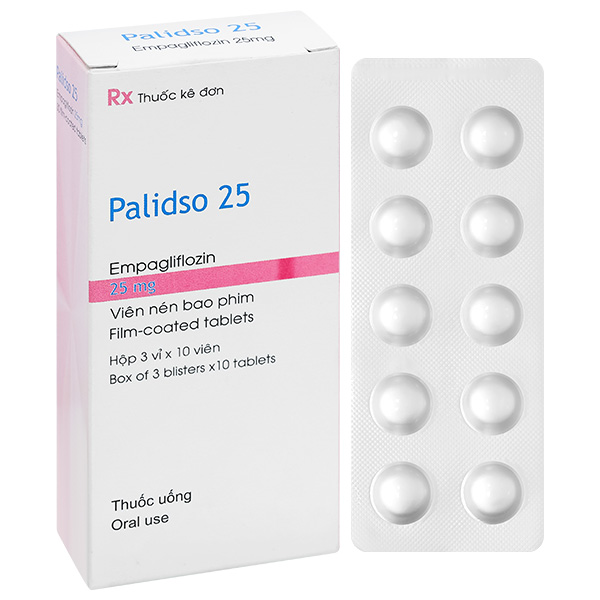 Palidso 25
Empagliflozin 25mg
Rx Thuốc kê đơn
Palidso 25
Empagliflozin
25 mg
Viên nén bao phim
Film-coated tablets
Hộp 3 vỉ x 10 viên
Box of 3 blisters x10 tablets
Thuốc uống
Oral use
Palidso 25